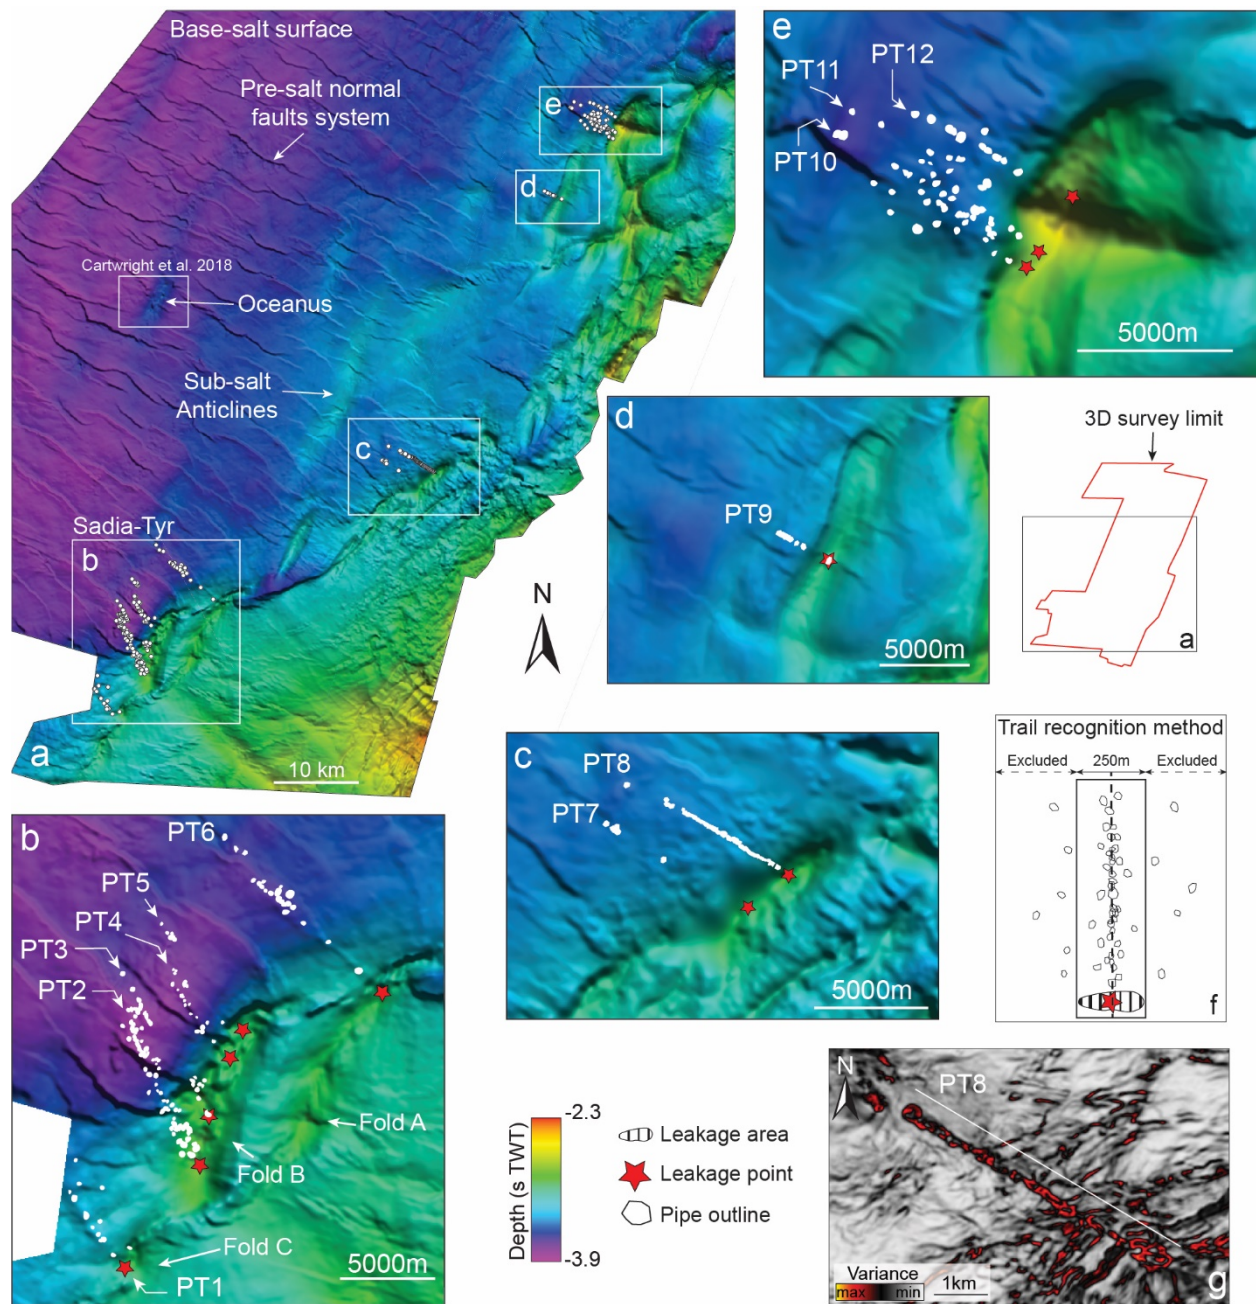 Base-salt surface
Pre-salt normal
faults system
e
d
Cartwright et al. 2018
Oceanus
Sub-salt
Anticlines
c
Sadia-Tyr
b
a
10 km
N
e
PT11
PT12
PT10
5000m
d
PT9
5000m
3D survey limit
a
c
PT8
PT7
5000m
Trail recognition method
Excluded
250m
Excluded
f
b
PT6
PT5
PT4
PT3
PT2
Fold A
Fold B
Fold C
PT1
5000m
Depth (s TWT)
-2.3
-3.9
Leakage area
Leakage point
Pipe outline
N
PT8
Variance
max
min
1km
g